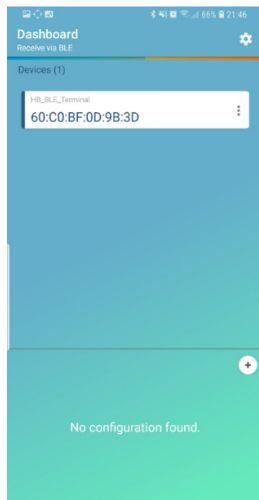 66% 21:46
Dashboard
Receive via BLE
Devices (1)
HB_BLE_Terminal
60:C0:BF:0D:9B:3D
No configuration found.